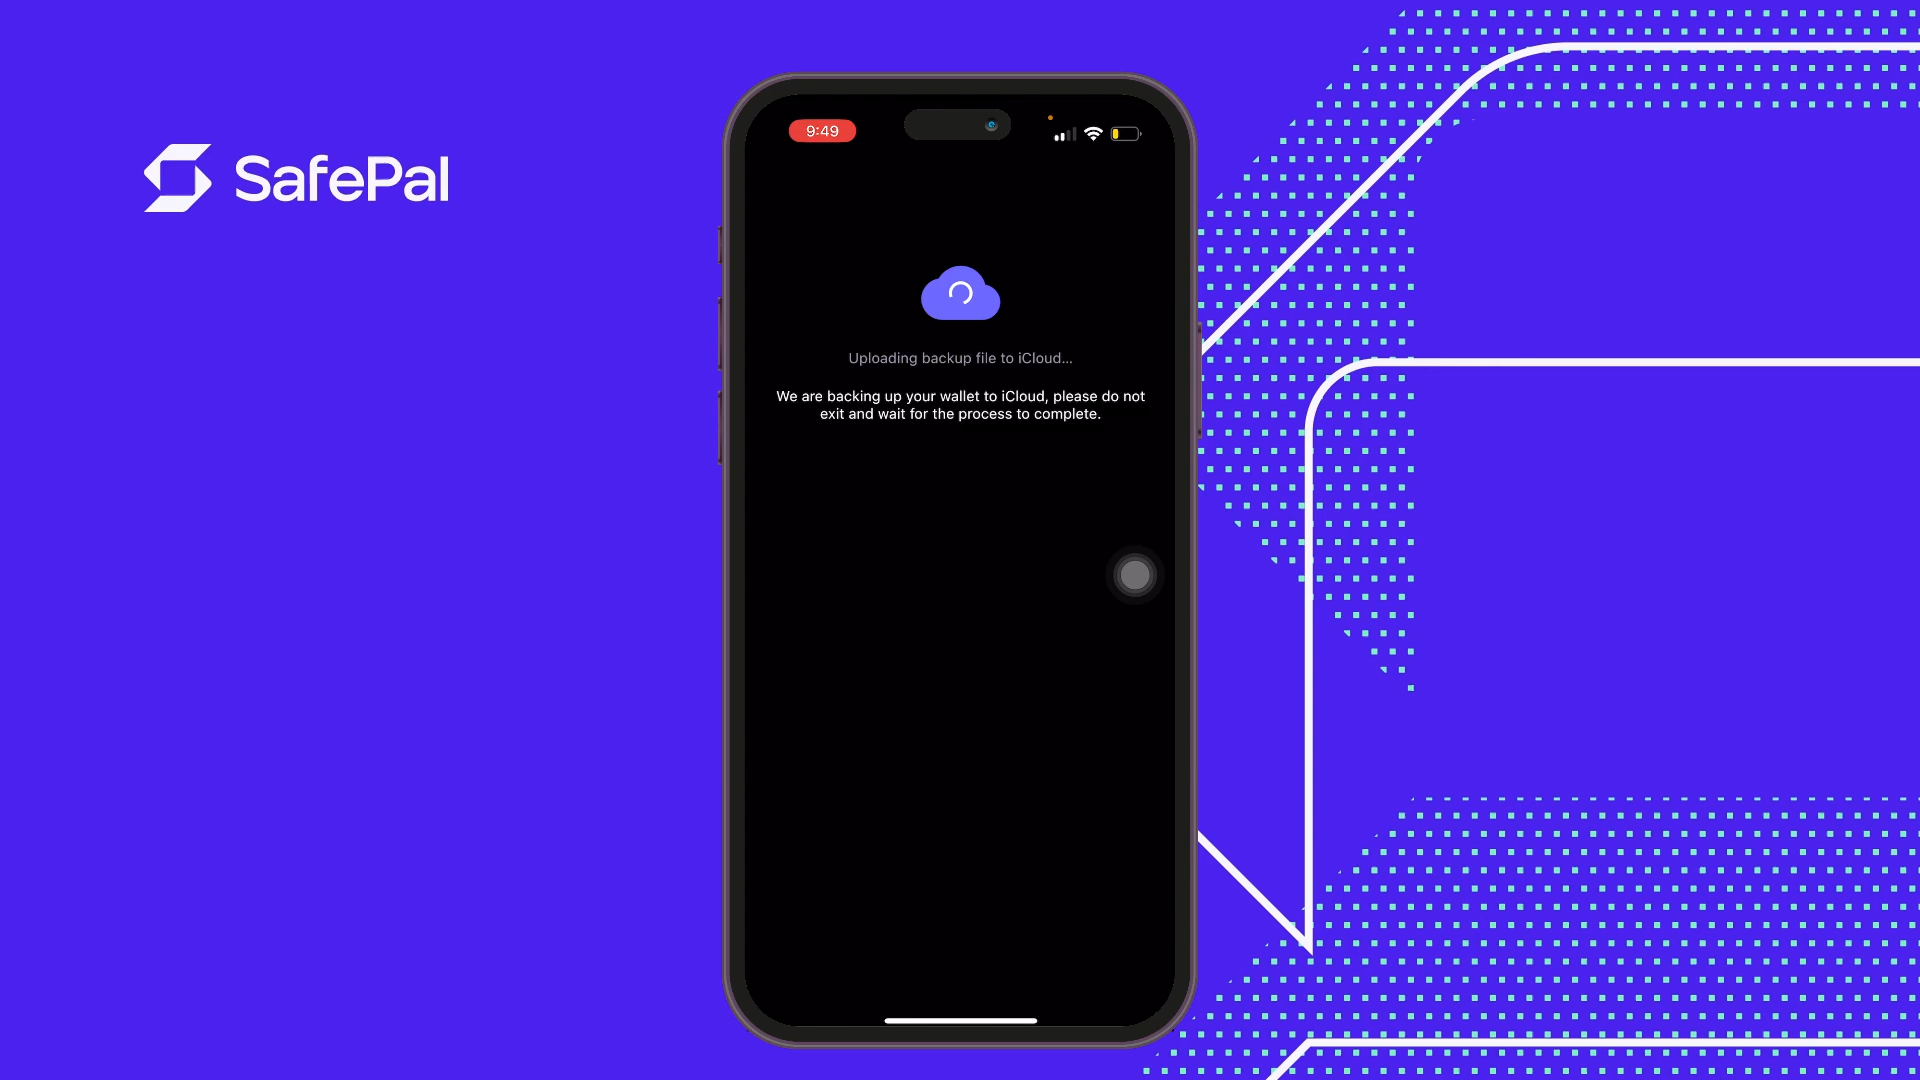 SafePal
9:49
Uploading backup file to iCloud...
We are backing up your wallet to iCloud, please do not
exit and wait for the process to complete.